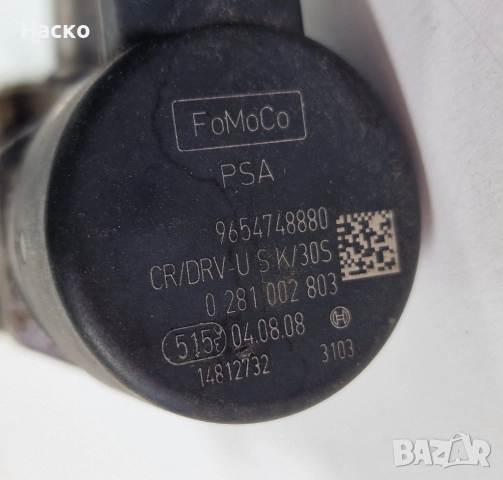 Наско
FoMoCo
PSA
9654748880
CR/DRV-U S K/30S
0 281 002 803
515 04.08.08
14812732 3103
BAZAR